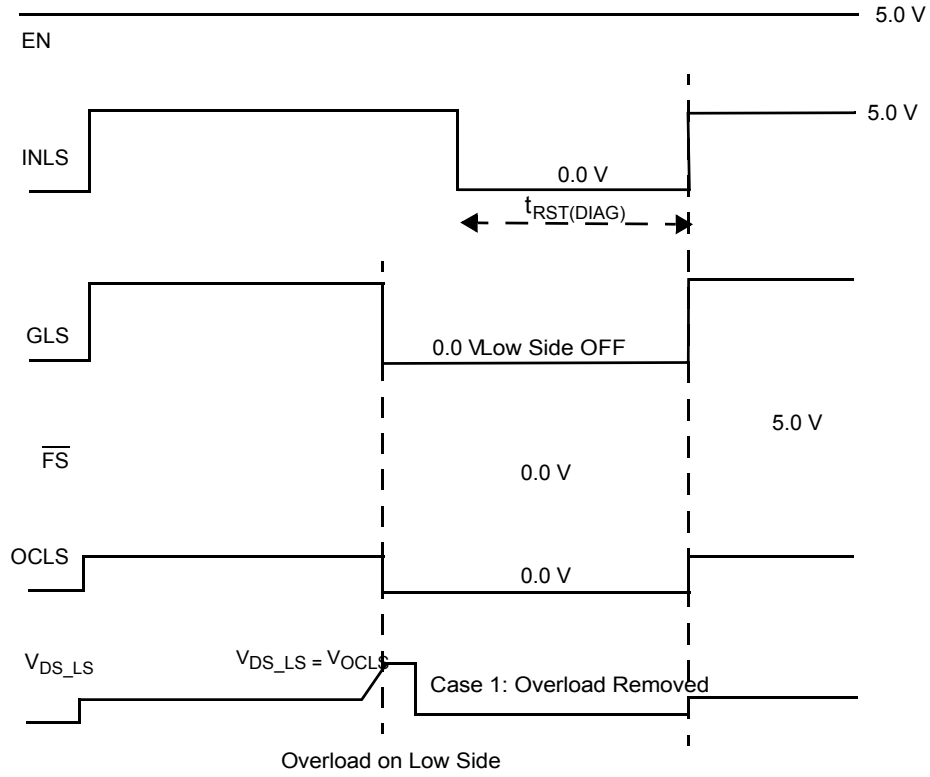 5.0 V
EN
5.0 V
INLS
0.0 V
tRST(DIAG)
GLS
0.0 V Low Side OFF
5.0 V
FS
0.0 V
OCLS
0.0 V
VDS_LS
VDS_LS = VOCLS
Case 1: Overload Removed
Overload on Low Side